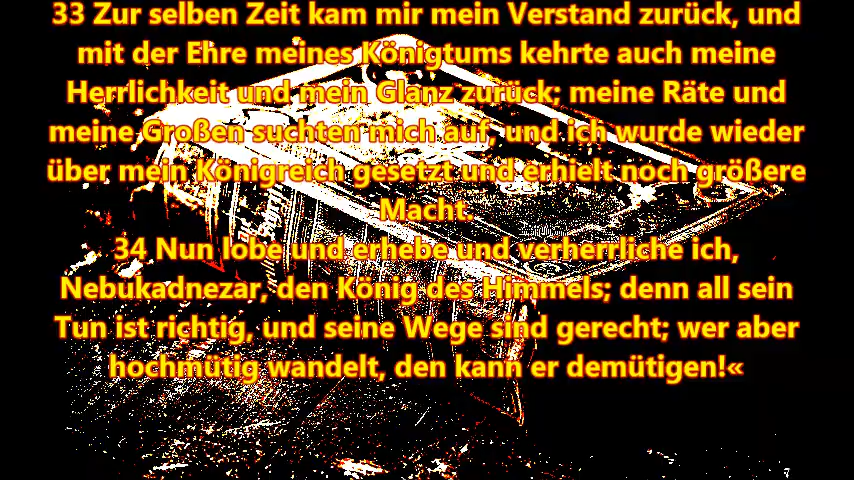 33 Zur selben Zeit kam mir mein Verstand zurück, und
mit der Ehre meines Königtums kehrte auch meine
Herrlichkeit und mein Glanz zurück; meine Räte und
meine Großen suchten mich auf, und ich wurde wieder
über mein Königreich gesetzt und erhielt noch größere
Macht.
34 Nun lobe und erhebe und verherrliche ich,
Nebukadnezar, den König des Himmels; denn all sein
Tun ist richtig, und seine Wege sind gerecht; wer aber
hochmütig wandelt, den kann er demütigen!«